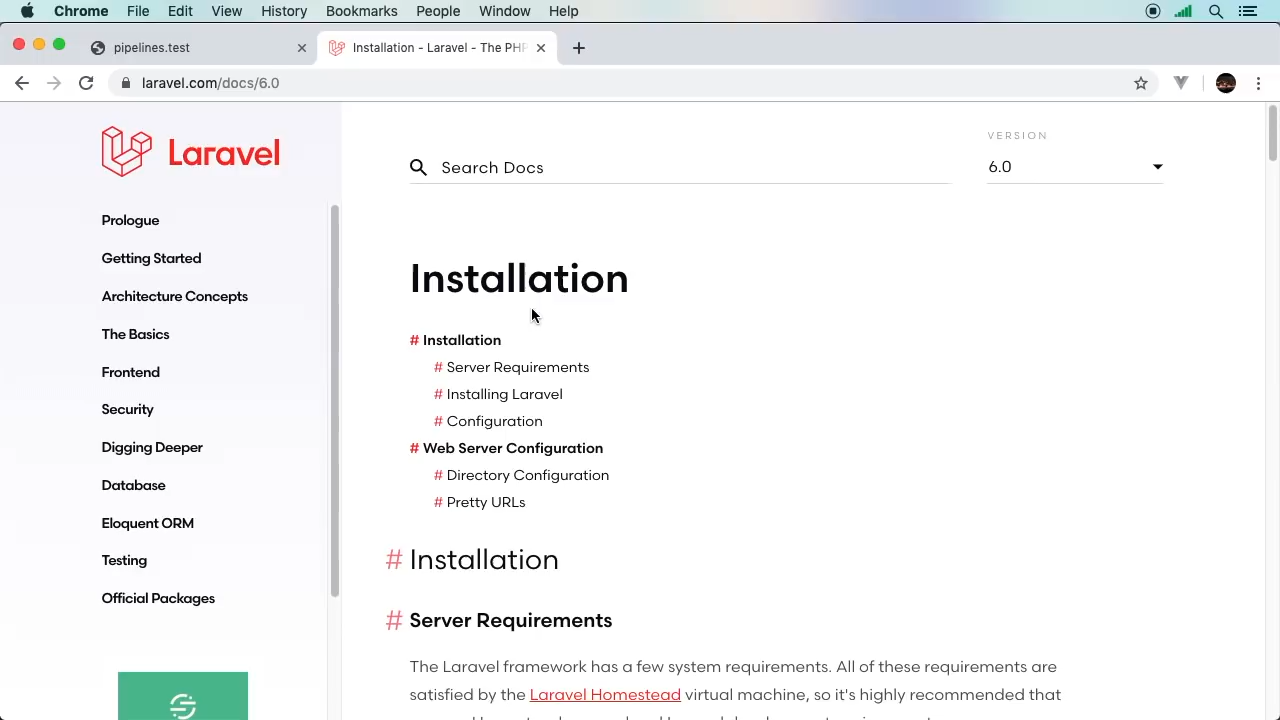 Chrome File Edit View History Bookmarks People Window Help
pipelines.test
Installation - Laravel - The PHP
laravel.com/docs/6.0
Laravel
Prologue
Getting Started
Architecture Concepts
The Basics
Frontend
Security
Digging Deeper
Database
Eloquent ORM
Testing
Official Packages
Search Docs
VERSION
6.0
Installation
# Installation
# Server Requirements
# Installing Laravel
# Configuration
# Web Server Configuration
# Directory Configuration
# Pretty URLs
# Installation
# Server Requirements
The Laravel framework has a few system requirements. All of these requirements are
satisfied by the Laravel Homestead virtual machine, so it's highly recommended that